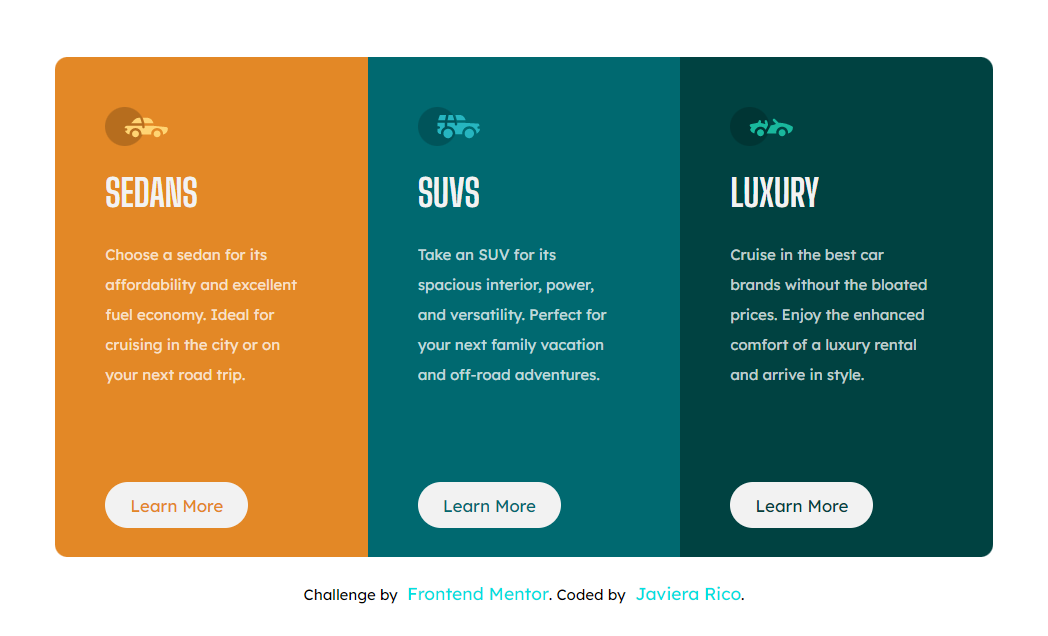 SEDANS
Choose a sedan for its
affordability and excellent
fuel economy. Ideal for
cruising in the city or on
your next road trip.
Learn More
SUVS
Take an SUV for its
spacious interior, power,
and versatility. Perfect for
your next family vacation
and off-road adventures.
Learn More
LUXURY
Cruise in the best car
brands without the bloated
prices. Enjoy the enhanced
comfort of a luxury rental
and arrive in style.
Learn More
Challenge by Frontend Mentor. Coded by Javiera Rico.